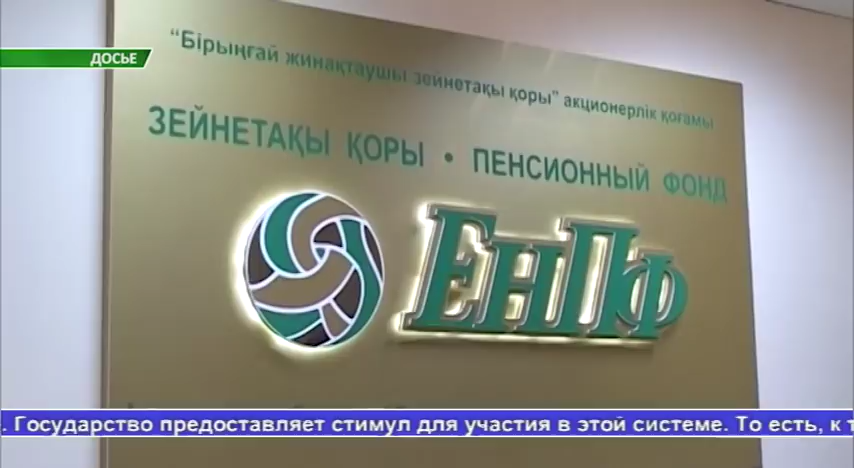 ДОСЬЕ
“Бірыңғай жинақтаушы зейнетақы қоры” акционерлік қоғамы
ЗЕЙНЕТАҚЫ ҚОРЫ • ПЕНСИОННЫЙ ФОНД
ЕНПФ
. Государство предоставляет стимул для участия в этой системе. То есть, к т